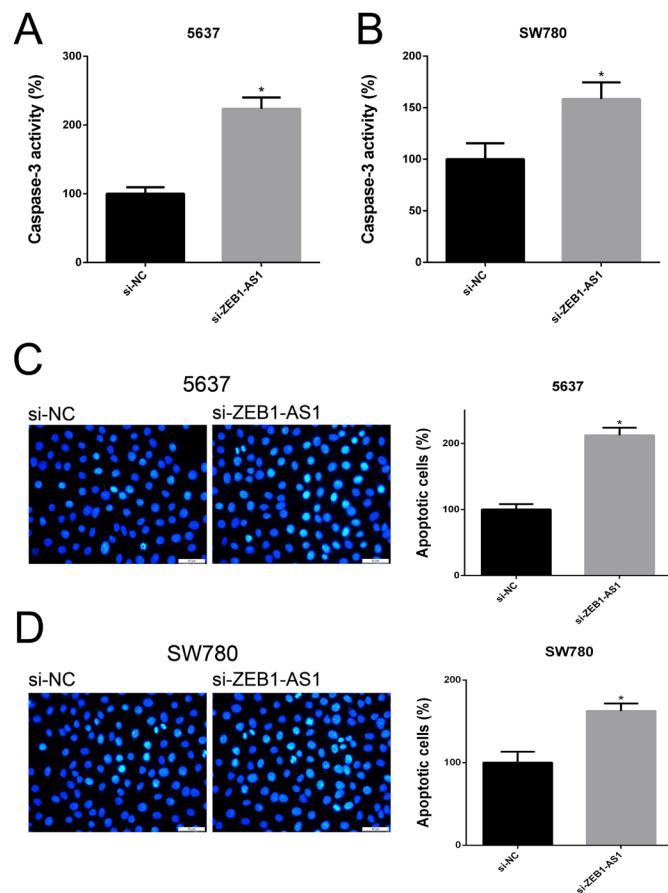 A
5637
Caspase-3 activity (%)
300
200
100
0
si-NC
si-ZEB1-AS1
*
B
SW780
Caspase-3 activity (%)
200
150
100
50
0
si-NC
si-ZEB1-AS1
*
C
5637
si-NC
si-ZEB1-AS1
5637
Apoptotic cells (%)
200
100
0
si-NC
si-ZEB1-AS1
*
D
SW780
si-NC
si-ZEB1-AS1
SW780
Apoptotic cells (%)
200
100
0
si-NC
si-ZEB1-AS1
*